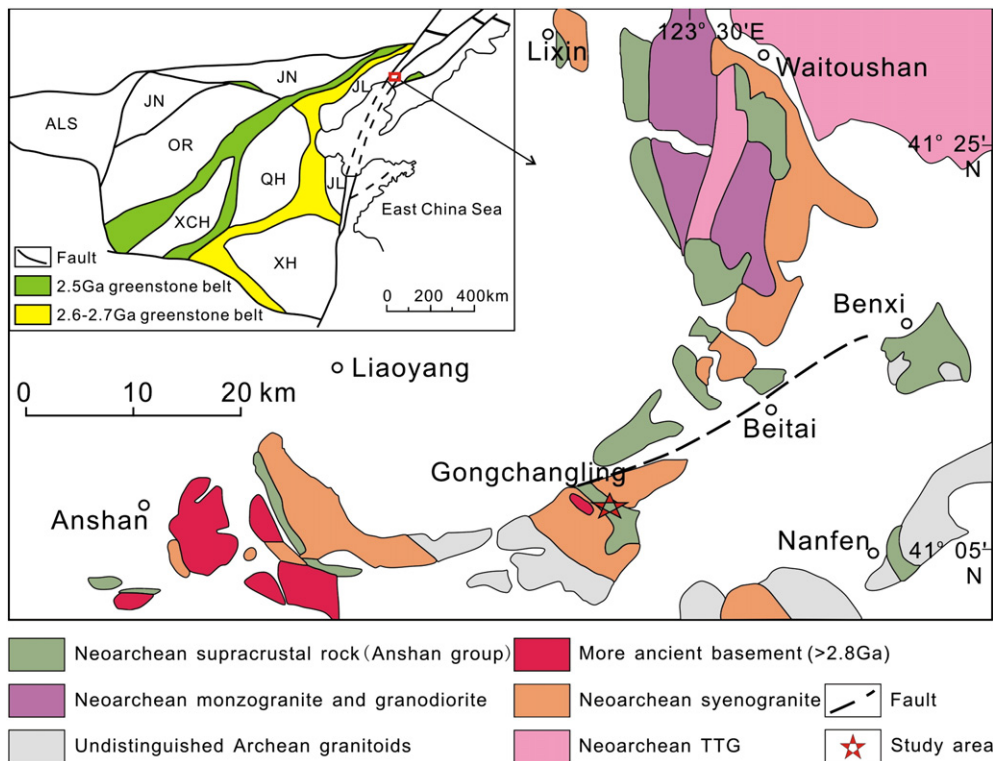 JN
JN
JL
ALS
OR
QH
JL
XCH
East China Sea
XH
Fault
2.5Ga greenstone belt
2.6-2.7Ga greenstone belt
0 200 400km
Lixin
123° 30'E
Waitoushan
41° 25'
N
Benxi
Liaoyang
0 10 20 km
Beitai
Gongchangling
Anshan
Nanfen
41° 05'
N
Neoarchean supracrustal rock(Anshan group)
More ancient basement (>2.8Ga)
Neoarchean monzogranite and granodiorite
Neoarchean syenogranite
Fault
Undistinguished Archean granitoids
Neoarchean TTG
Study area